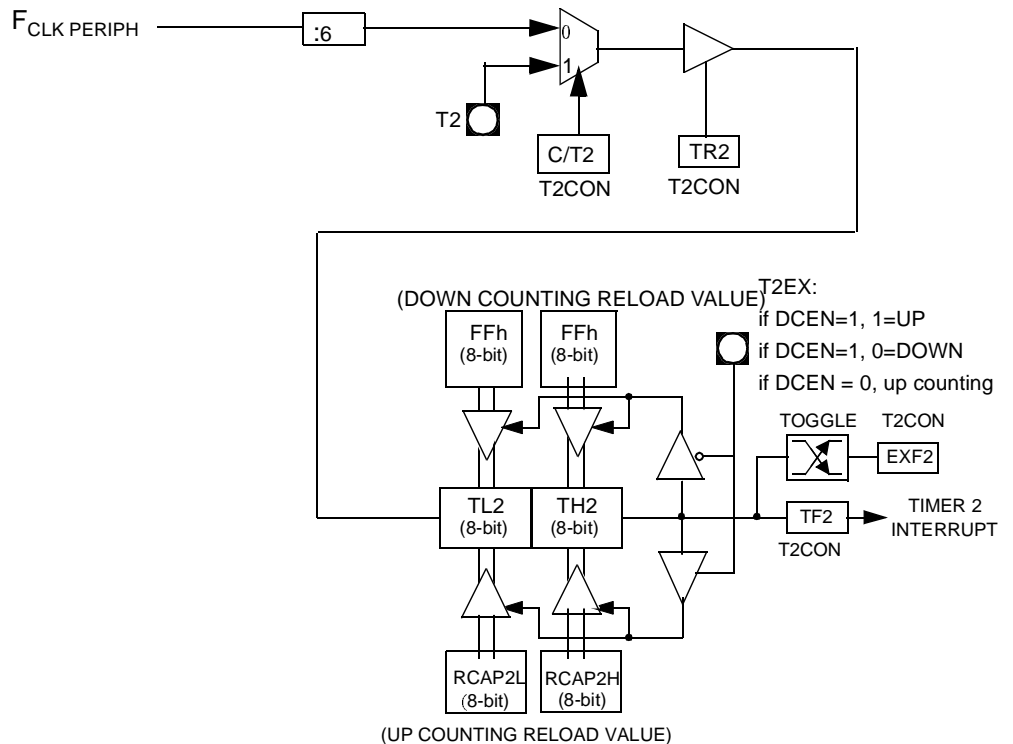 FCLK PERIPH
:6
0
1
T2
C/T2
TR2
T2CON
T2CON
T2EX:
(DOWN COUNTING RELOAD VALUE)
if DCEN=1, 1=UP
FFh
(8-bit)
FFh
(8-bit)
if DCEN=1, 0=DOWN
if DCEN = 0, up counting
TOGGLE
T2CON
EXF2
TL2
(8-bit)
TH2
(8-bit)
TF2
TIMER 2
INTERRUPT
T2CON
RCAP2L
(8-bit)
RCAP2H
(8-bit)
(UP COUNTING RELOAD VALUE)